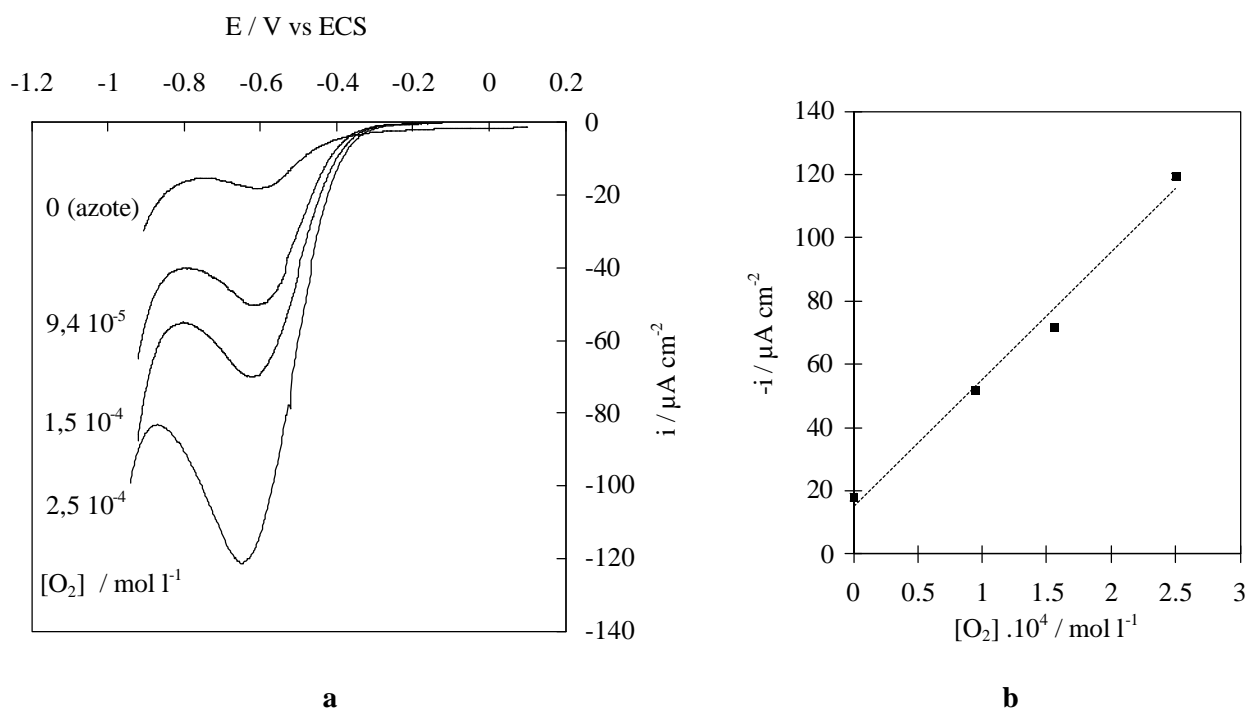 E / V vs ECS
-1.2 -1 -0.8 -0.6 -0.4 -0.2 0 0.2
0
-20
-40
-60
-80
-100
-120
-140
i / µA cm-2
0 (azote)
9,4 10-5
1,5 10-4
2,5 10-4
[O2] / mol l-1
a
140
120
100
80
60
40
20
0
-i / µA cm-2
0 0.5 1 1.5 2 2.5 3
[O2] .104 / mol l-1
b